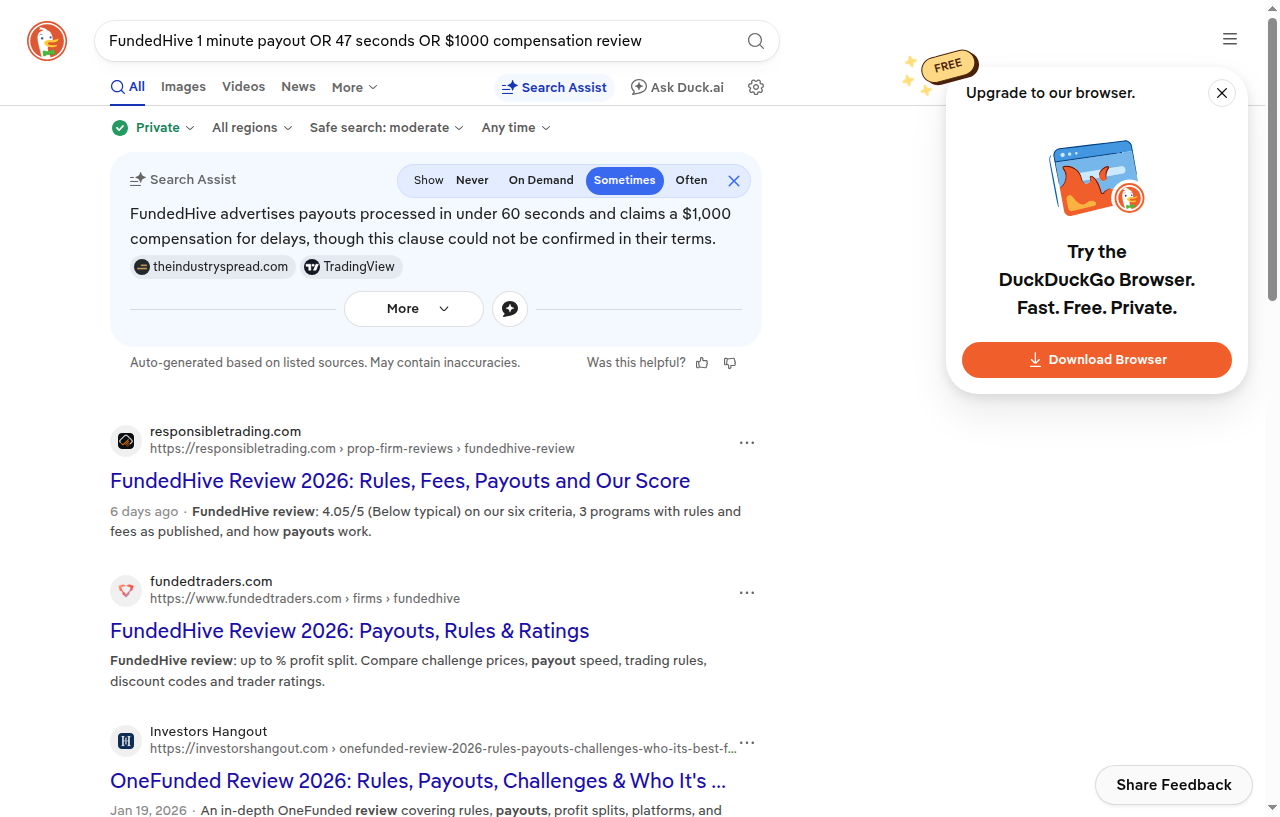 FundedHive 1 minute payout OR 47 seconds OR $1000 compensation review
All
Images
Videos
News
More
Search Assist
Ask Duck.ai
Private
All regions
Safe search: moderate
Any time
FREE
Upgrade to our browser.
Try the
DuckDuckGo Browser.
Fast. Free. Private.
Download Browser
Search Assist
Show
Never
On Demand
Sometimes
Often
FundedHive advertises payouts processed in under 60 seconds and claims a $1,000
compensation for delays, though this clause could not be confirmed in their terms.
theindustryspread.com
TradingView
More
Auto-generated based on listed sources. May contain inaccuracies.
Was this helpful?
responsibletrading.com
https://responsibletrading.com › prop-firm-reviews › fundedhive-review
FundedHive Review 2026: Rules, Fees, Payouts and Our Score
6 days ago · FundedHive review: 4.05/5 (Below typical) on our six criteria, 3 programs with rules and
fees as published, and how payouts work.
fundedtraders.com
https://www.fundedtraders.com › firms › fundedhive
FundedHive Review 2026: Payouts, Rules & Ratings
FundedHive review: up to % profit split. Compare challenge prices, payout speed, trading rules,
discount codes and trader ratings.
Investors Hangout
https://investorshangout.com › onefunded-review-2026-rules-payouts-challenges-who-its-best-f...
OneFunded Review 2026: Rules, Payouts, Challenges & Who It's ...
Jan 19, 2026 · An in-depth OneFunded review covering rules, payouts, profit splits, platforms, and
Share Feedback